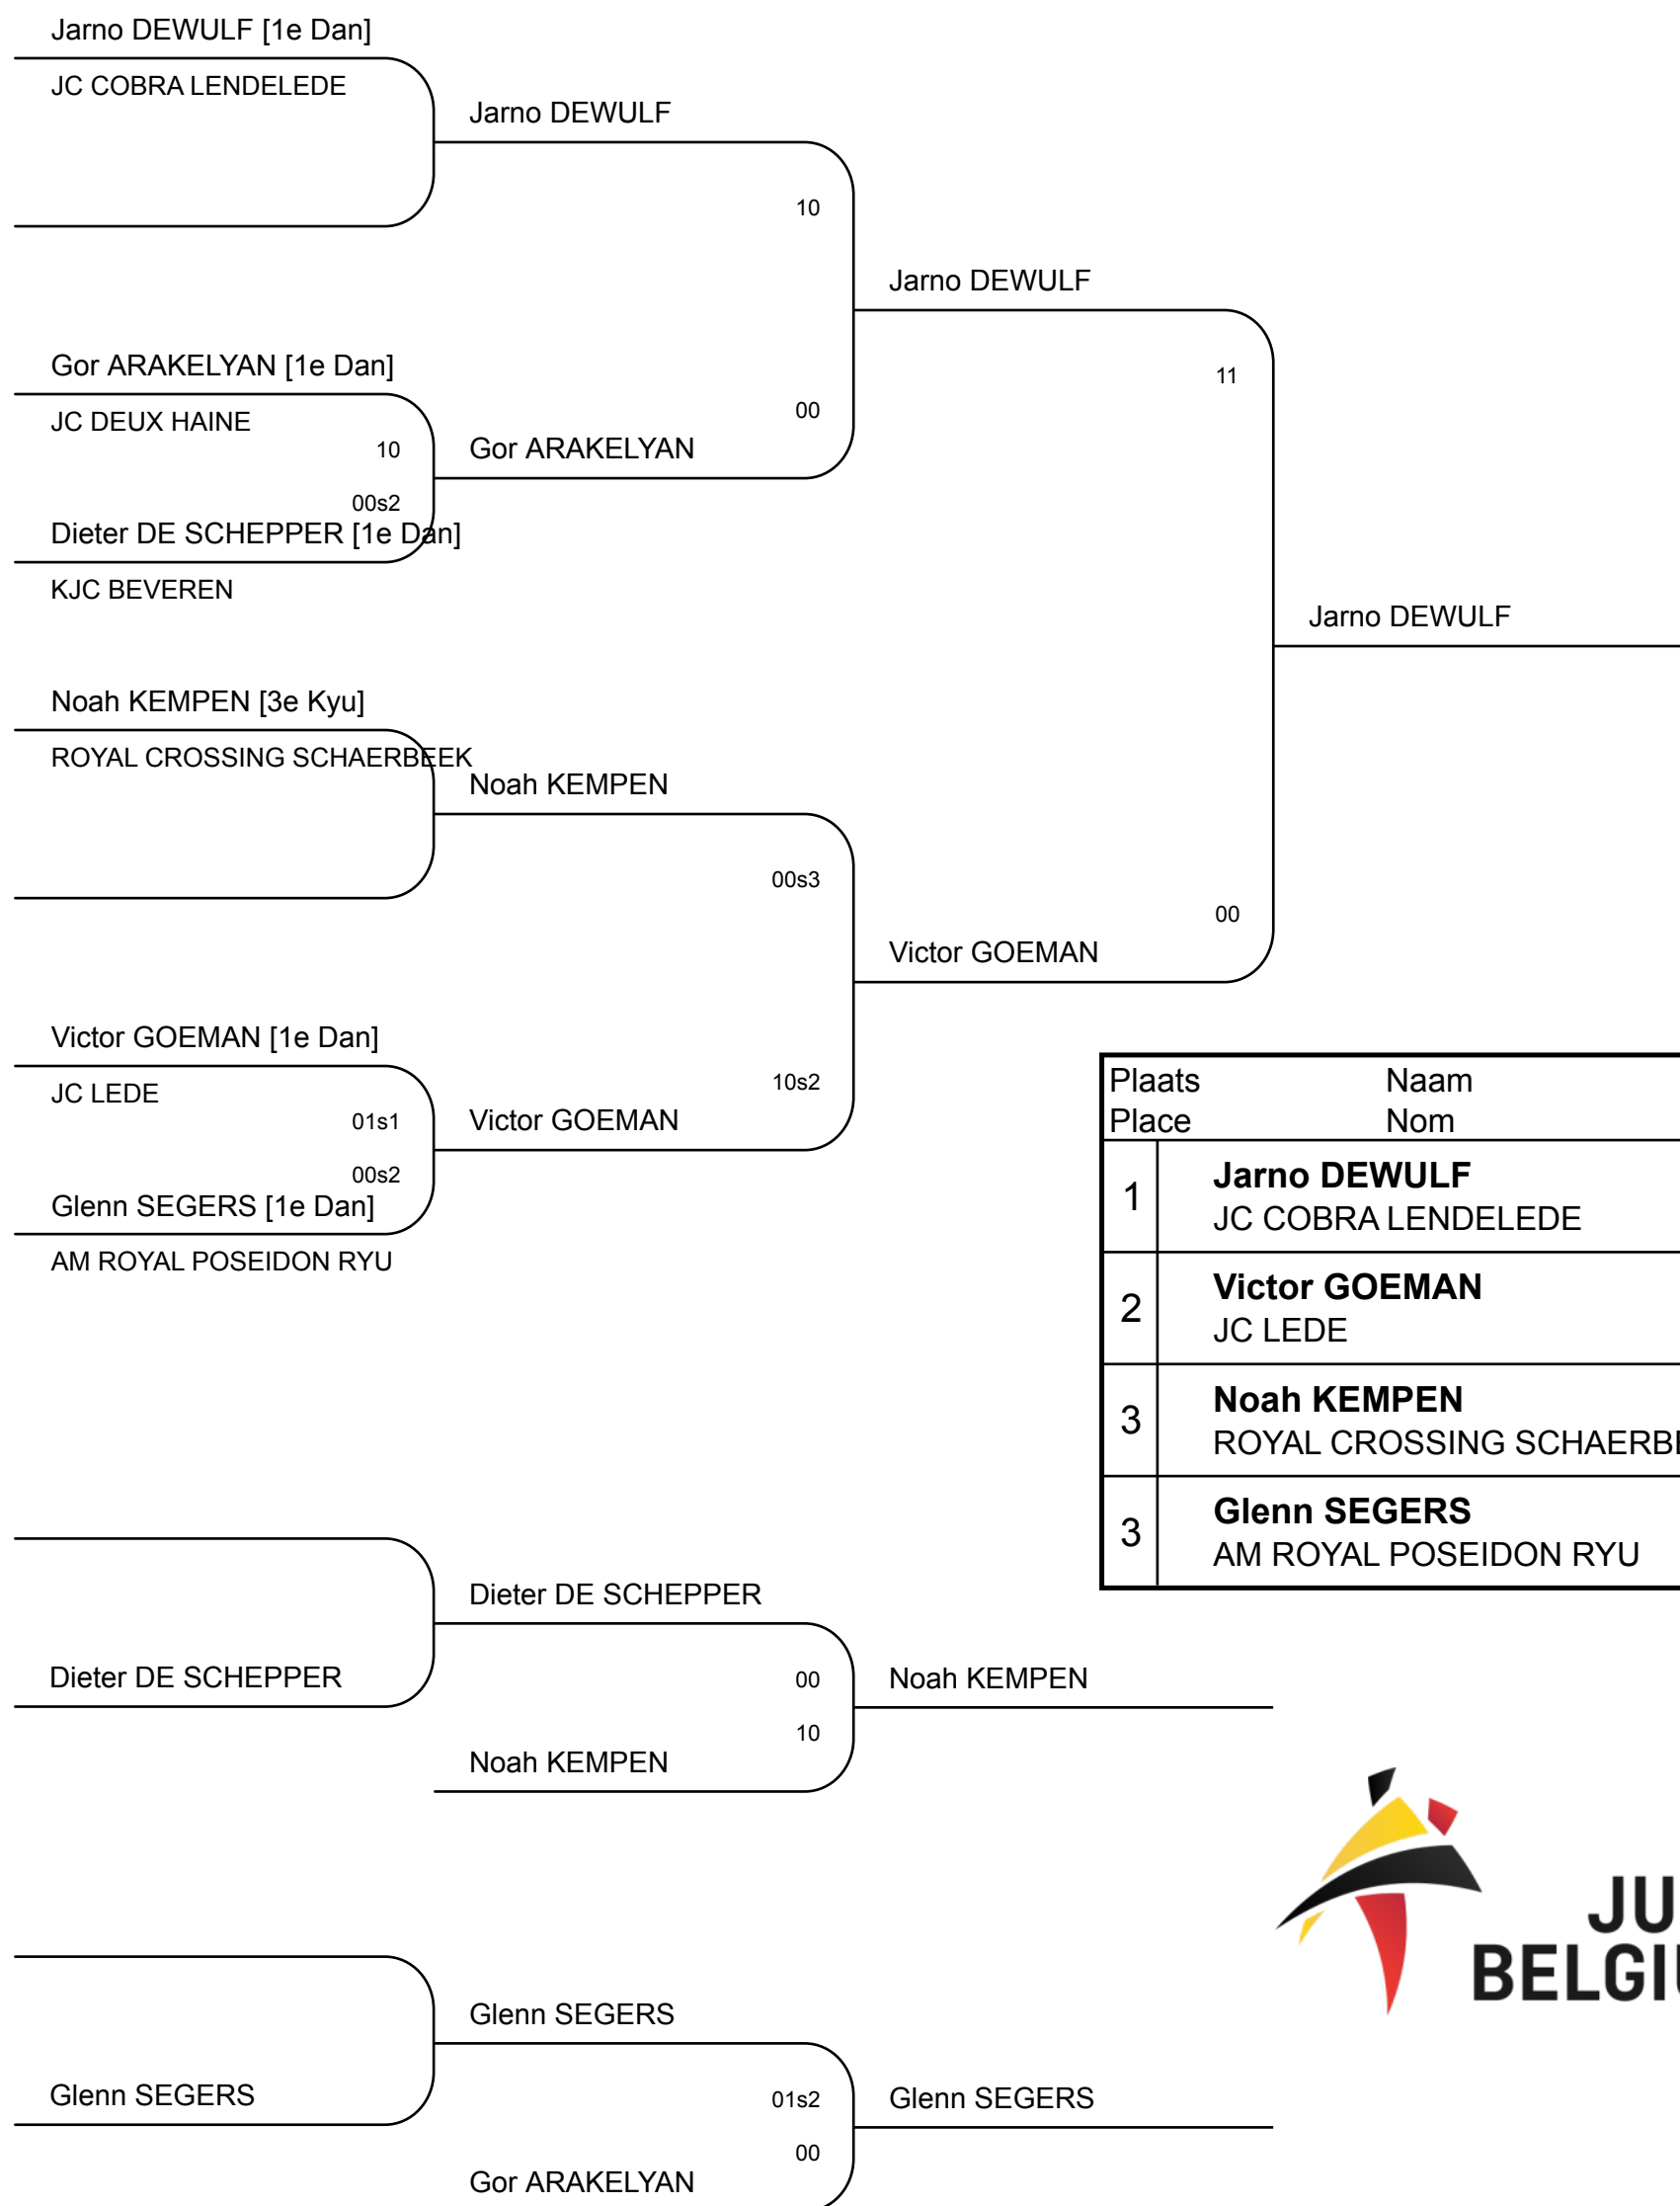 Jarno DEWULF [1e Dan]
JC COBRA LENDELEDE
Jarno DEWULF
10
Jarno DEWULF
Gor ARAKELYAN [1e Dan]
11
JC DEUX HAINE
00
10
Gor ARAKELYAN
00s2
Dieter DE SCHEPPER [1e Dan]
KJC BEVEREN
Jarno DEWULF
Noah KEMPEN [3e Kyu]
ROYAL CROSSING SCHAERBEEK
Noah KEMPEN
00s3
00
Victor GOEMAN
Victor GOEMAN [1e Dan]
JC LEDE
10s2
01s1
Victor GOEMAN
00s2
Glenn SEGERS [1e Dan]
AM ROYAL POSEIDON RYU
Plaats Naam
Place Nom
1 Jarno DEWULF
JC COBRA LENDELEDE
2 Victor GOEMAN
JC LEDE
3 Noah KEMPEN
ROYAL CROSSING SCHAERB
3 Glenn SEGERS
AM ROYAL POSEIDON RYU
Dieter DE SCHEPPER
Dieter DE SCHEPPER
00
Noah KEMPEN
10
Noah KEMPEN
JU
BELGIU
Glenn SEGERS
Glenn SEGERS
01s2
Glenn SEGERS
00
Gor ARAKELYAN